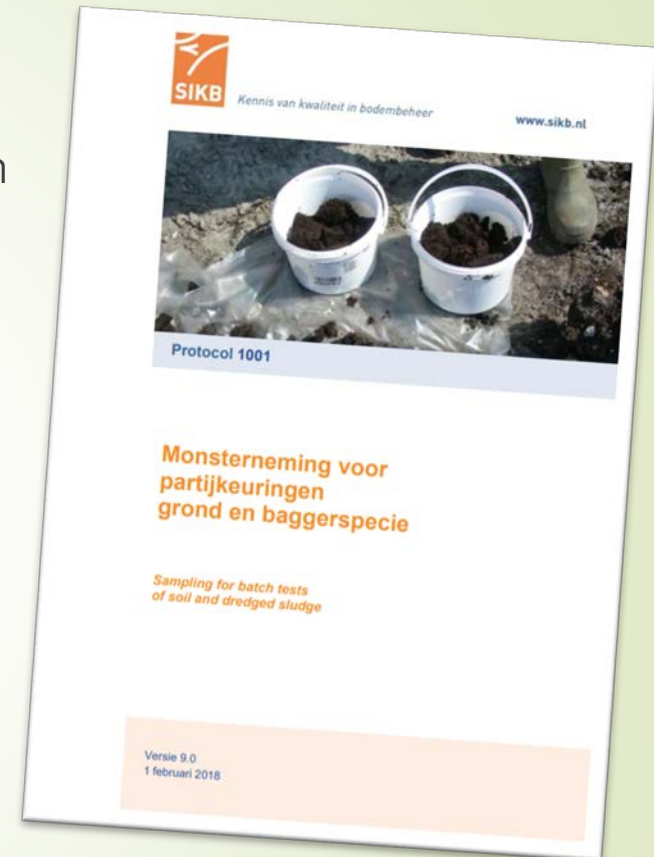 n
SIKB
Kennis van kwaliteit in bodembeheer
www.sikb.nl
Protocol 1001
Monsterneming voor
partijkeuringen
grond en baggerspecie
Sampling for batch tests
of soil and dredged sludge
Versie 9.0
1 februari 2018